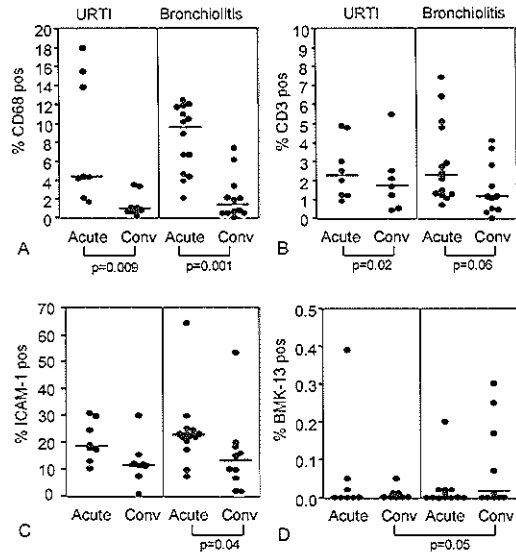 URTI Bronchiolitis URTI Bronchiolitis
% CD68 pos
20
18
16
14
12
10
8
6
4
2
0
Acute Conv Acute Conv
A
p=0.009 p=0.001
% CD3 pos
10
9
8
7
6
5
4
3
2
1
0
Acute Conv Acute Conv
B
p=0.02 p=0.06
% ICAM-1 pos
70
60
50
40
30
20
10
0
Acute Conv Acute Conv
C
p=0.04
% BMK-13 pos
0.5
0.4
0.3
0.2
0.1
0.0
Acute Conv Acute Conv
D
p=0.05